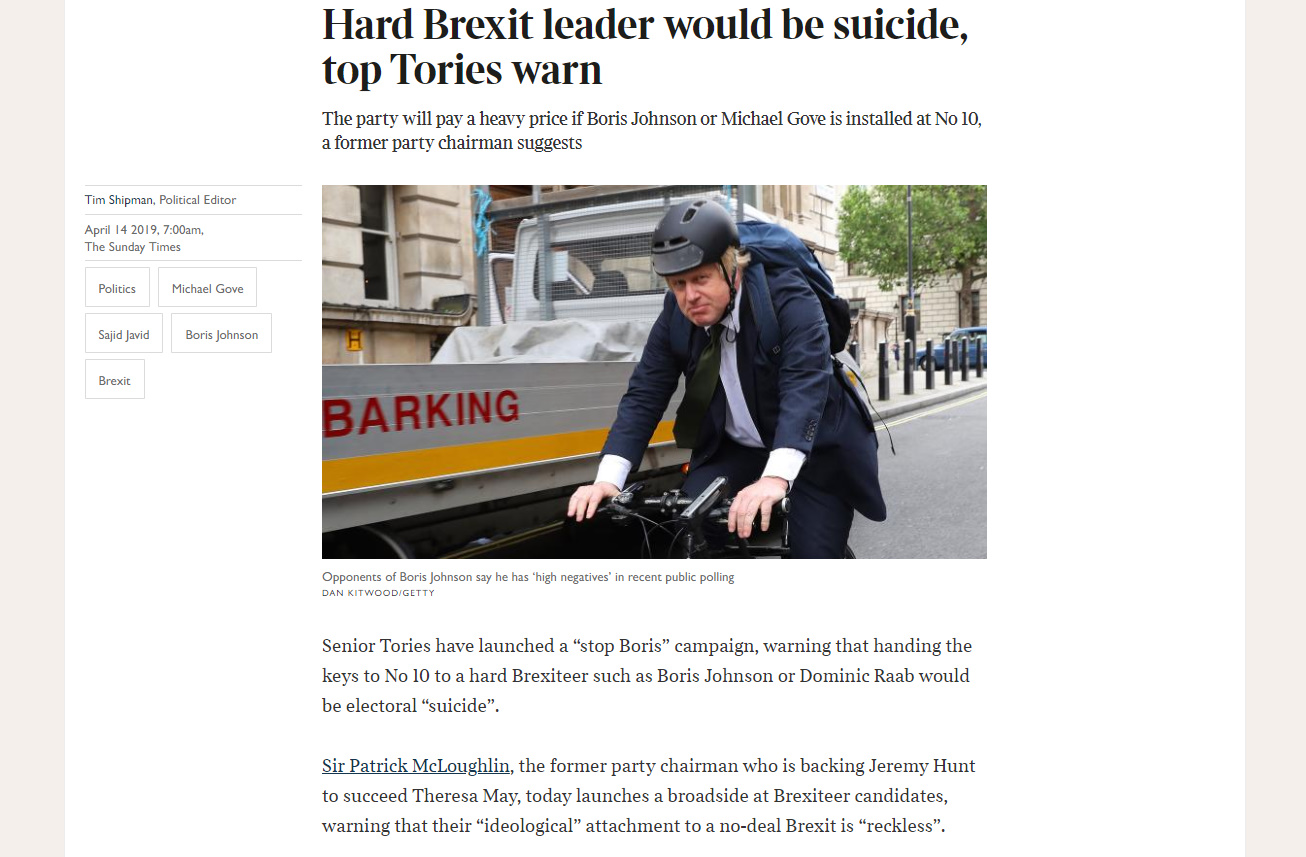 Hard Brexit leader would be suicide,
top Tories warn
The party will pay a heavy price if Boris Johnson or Michael Gove is installed at No 10,
a former party chairman suggests
Tim Shipman, Political Editor
April 14 2019, 7:00am,
The Sunday Times
Politics
Michael Gove
Sajid Javid
Boris Johnson
Brexit
H
BARKING
Opponents of Boris Johnson say he has ‘high negatives’ in recent public polling
DAN KITWOOD/GETTY
Senior Tories have launched a “stop Boris” campaign, warning that handing the
keys to No 10 to a hard Brexiteer such as Boris Johnson or Dominic Raab would
be electoral “suicide”.
Sir Patrick McLoughlin, the former party chairman who is backing Jeremy Hunt
to succeed Theresa May, today launches a broadside at Brexiteer candidates,
warning that their “ideological” attachment to a no-deal Brexit is “reckless”.